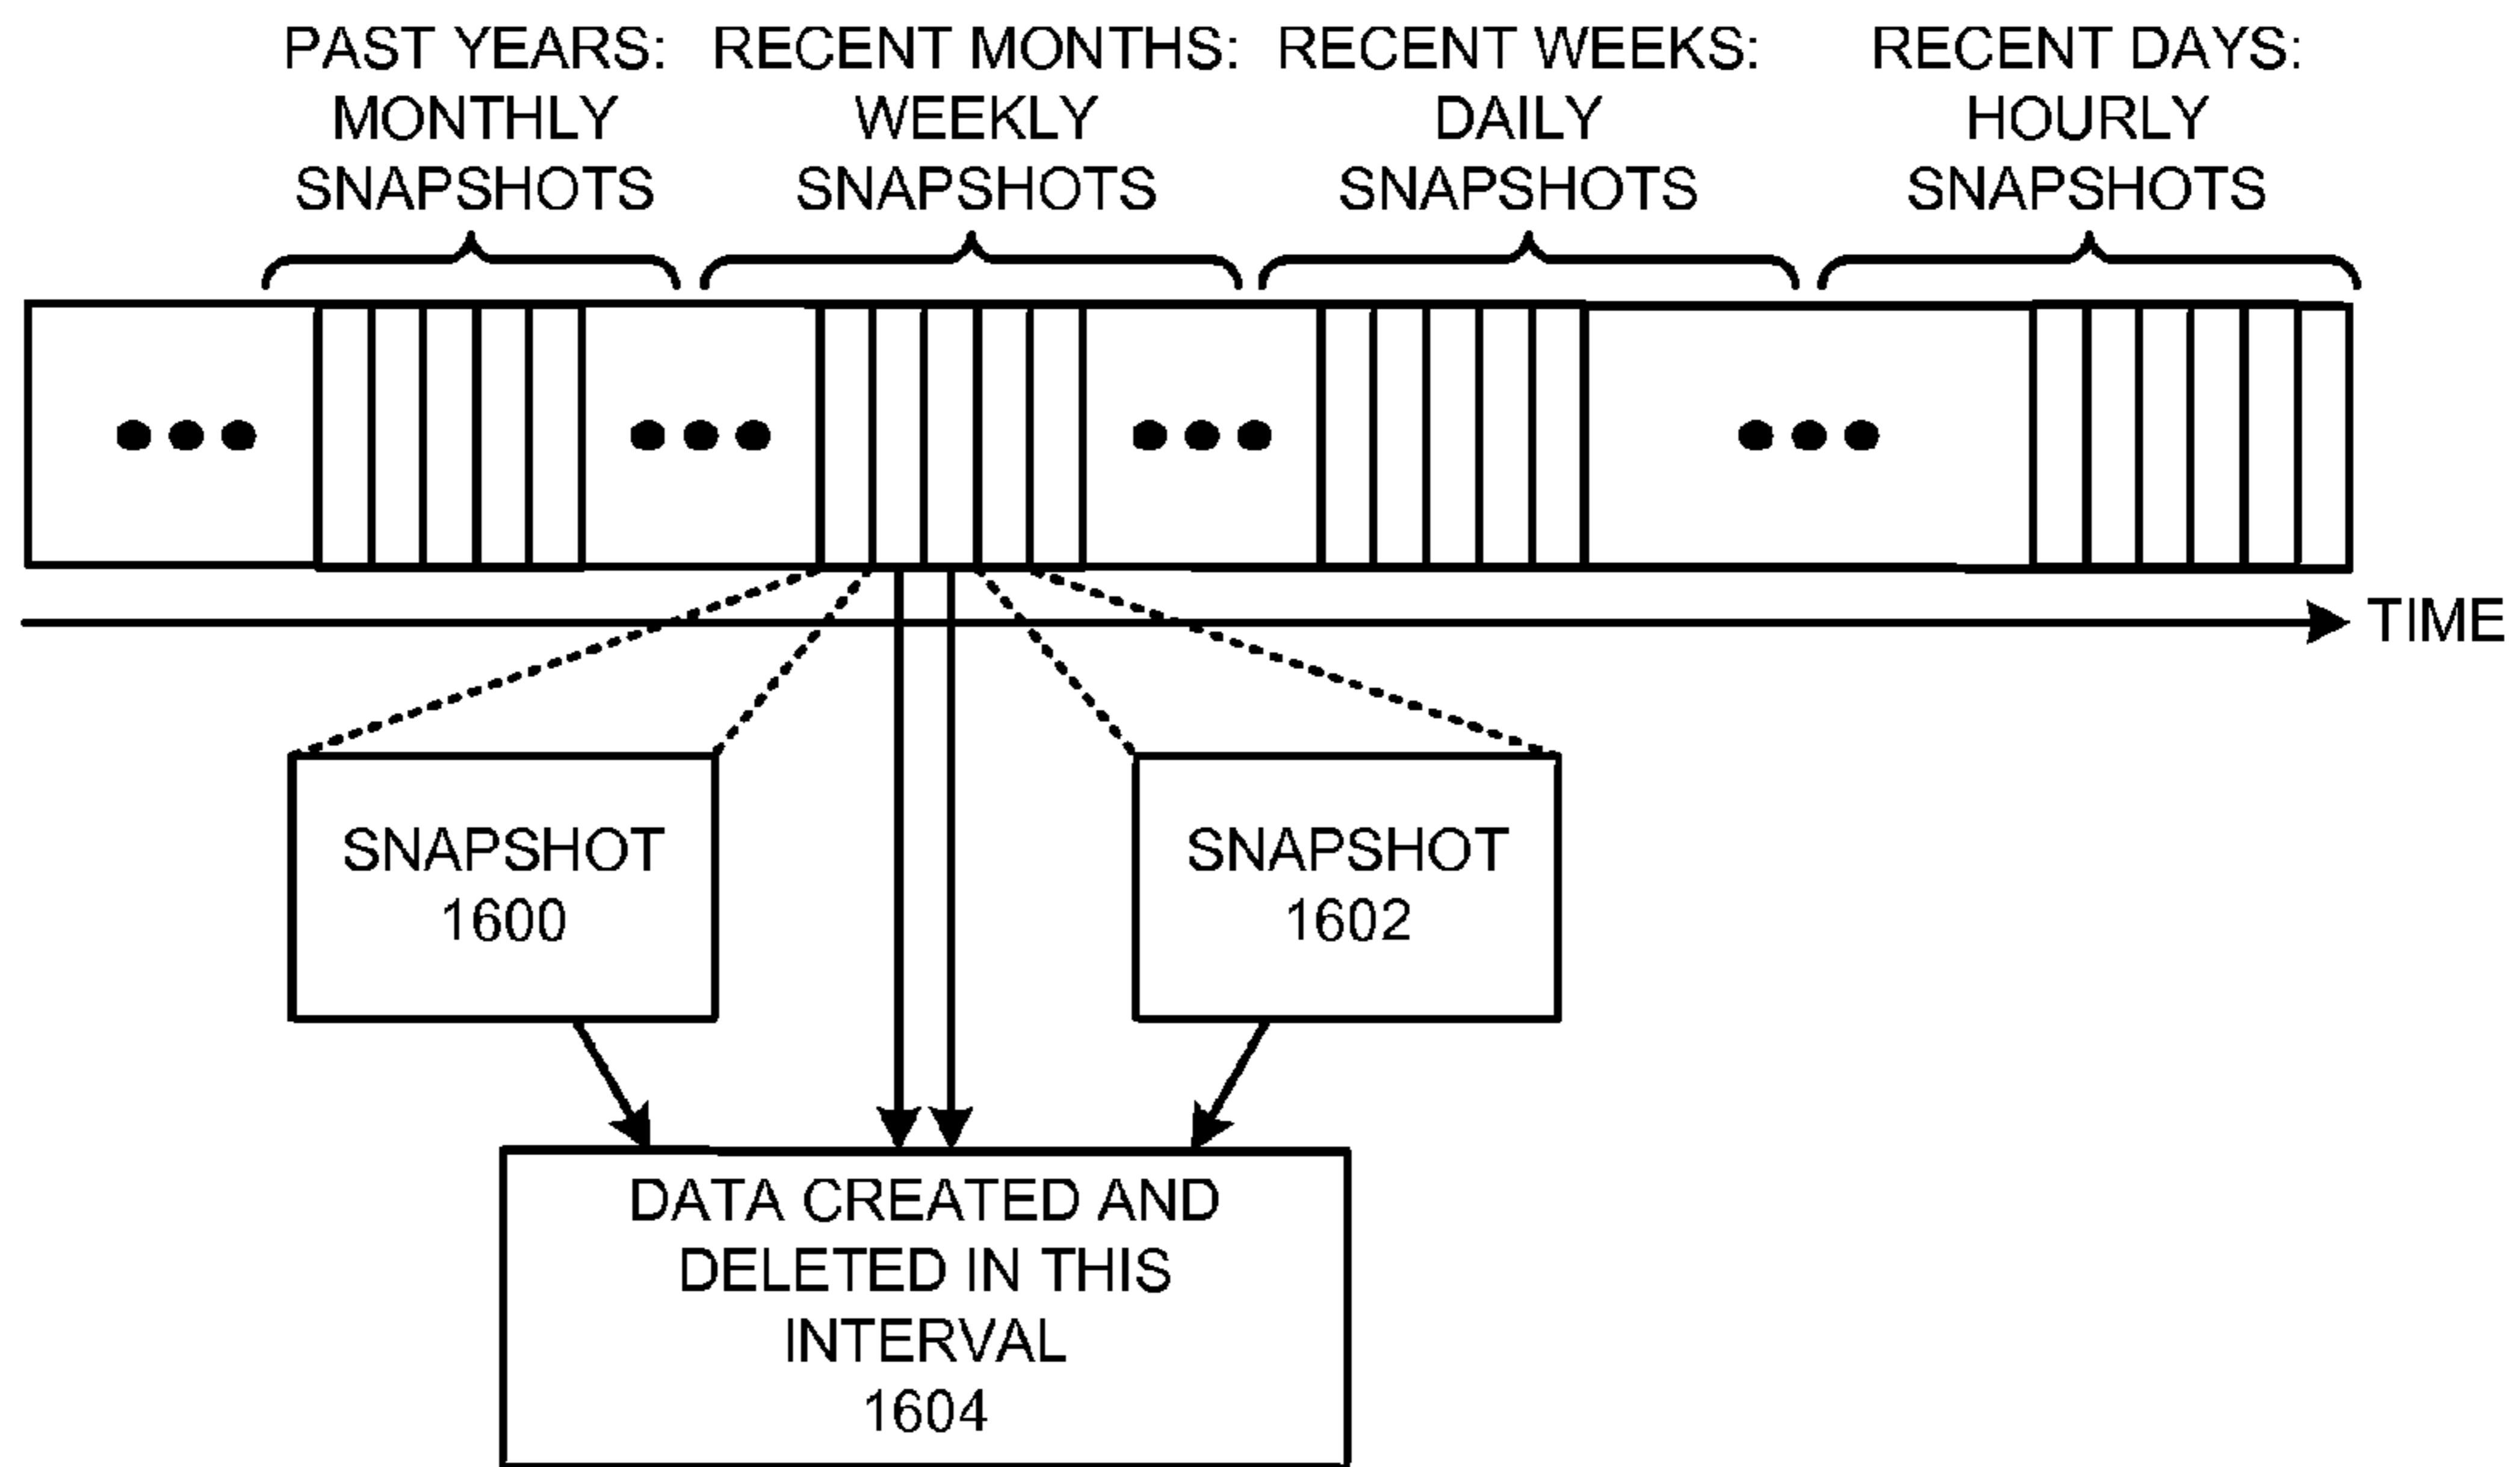 PAST YEARS:
MONTHLY
SNAPSHOTS
RECENT MONTHS:
WEEKLY
SNAPSHOTS
RECENT WEEKS:
DAILY
SNAPSHOTS
RECENT DAYS:
HOURLY
SNAPSHOTS
TIME
SNAPSHOT
1600
SNAPSHOT
1602
DATA CREATED AND
DELETED IN THIS
INTERVAL
1604